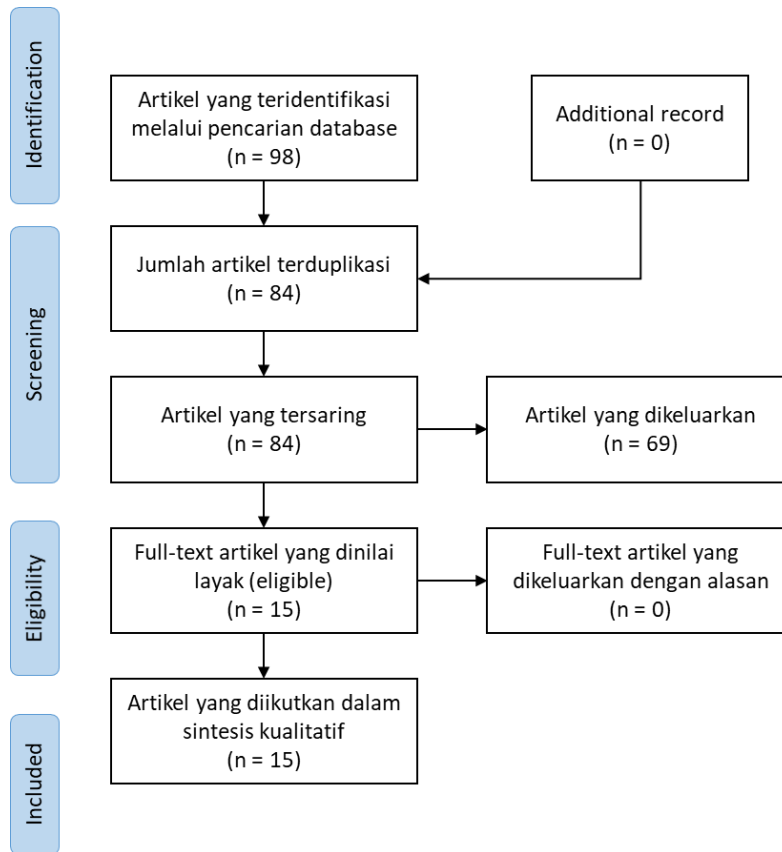 Identification
Artikel yang teridentifikasi
melalui pencarian database
(n = 98)
Additional record
(n = 0)
Screening
Jumlah artikel terduplikasi
(n = 84)
Artikel yang tersaring
(n = 84)
Artikel yang dikeluarkan
(n = 69)
Eligibility
Full-text artikel yang dinilai
layak (eligible)
(n = 15)
Full-text artikel yang
dikeluarkan dengan alasan
(n = 0)
Included
Artikel yang diikutkan dalam
sintesis kualitatif
(n = 15)